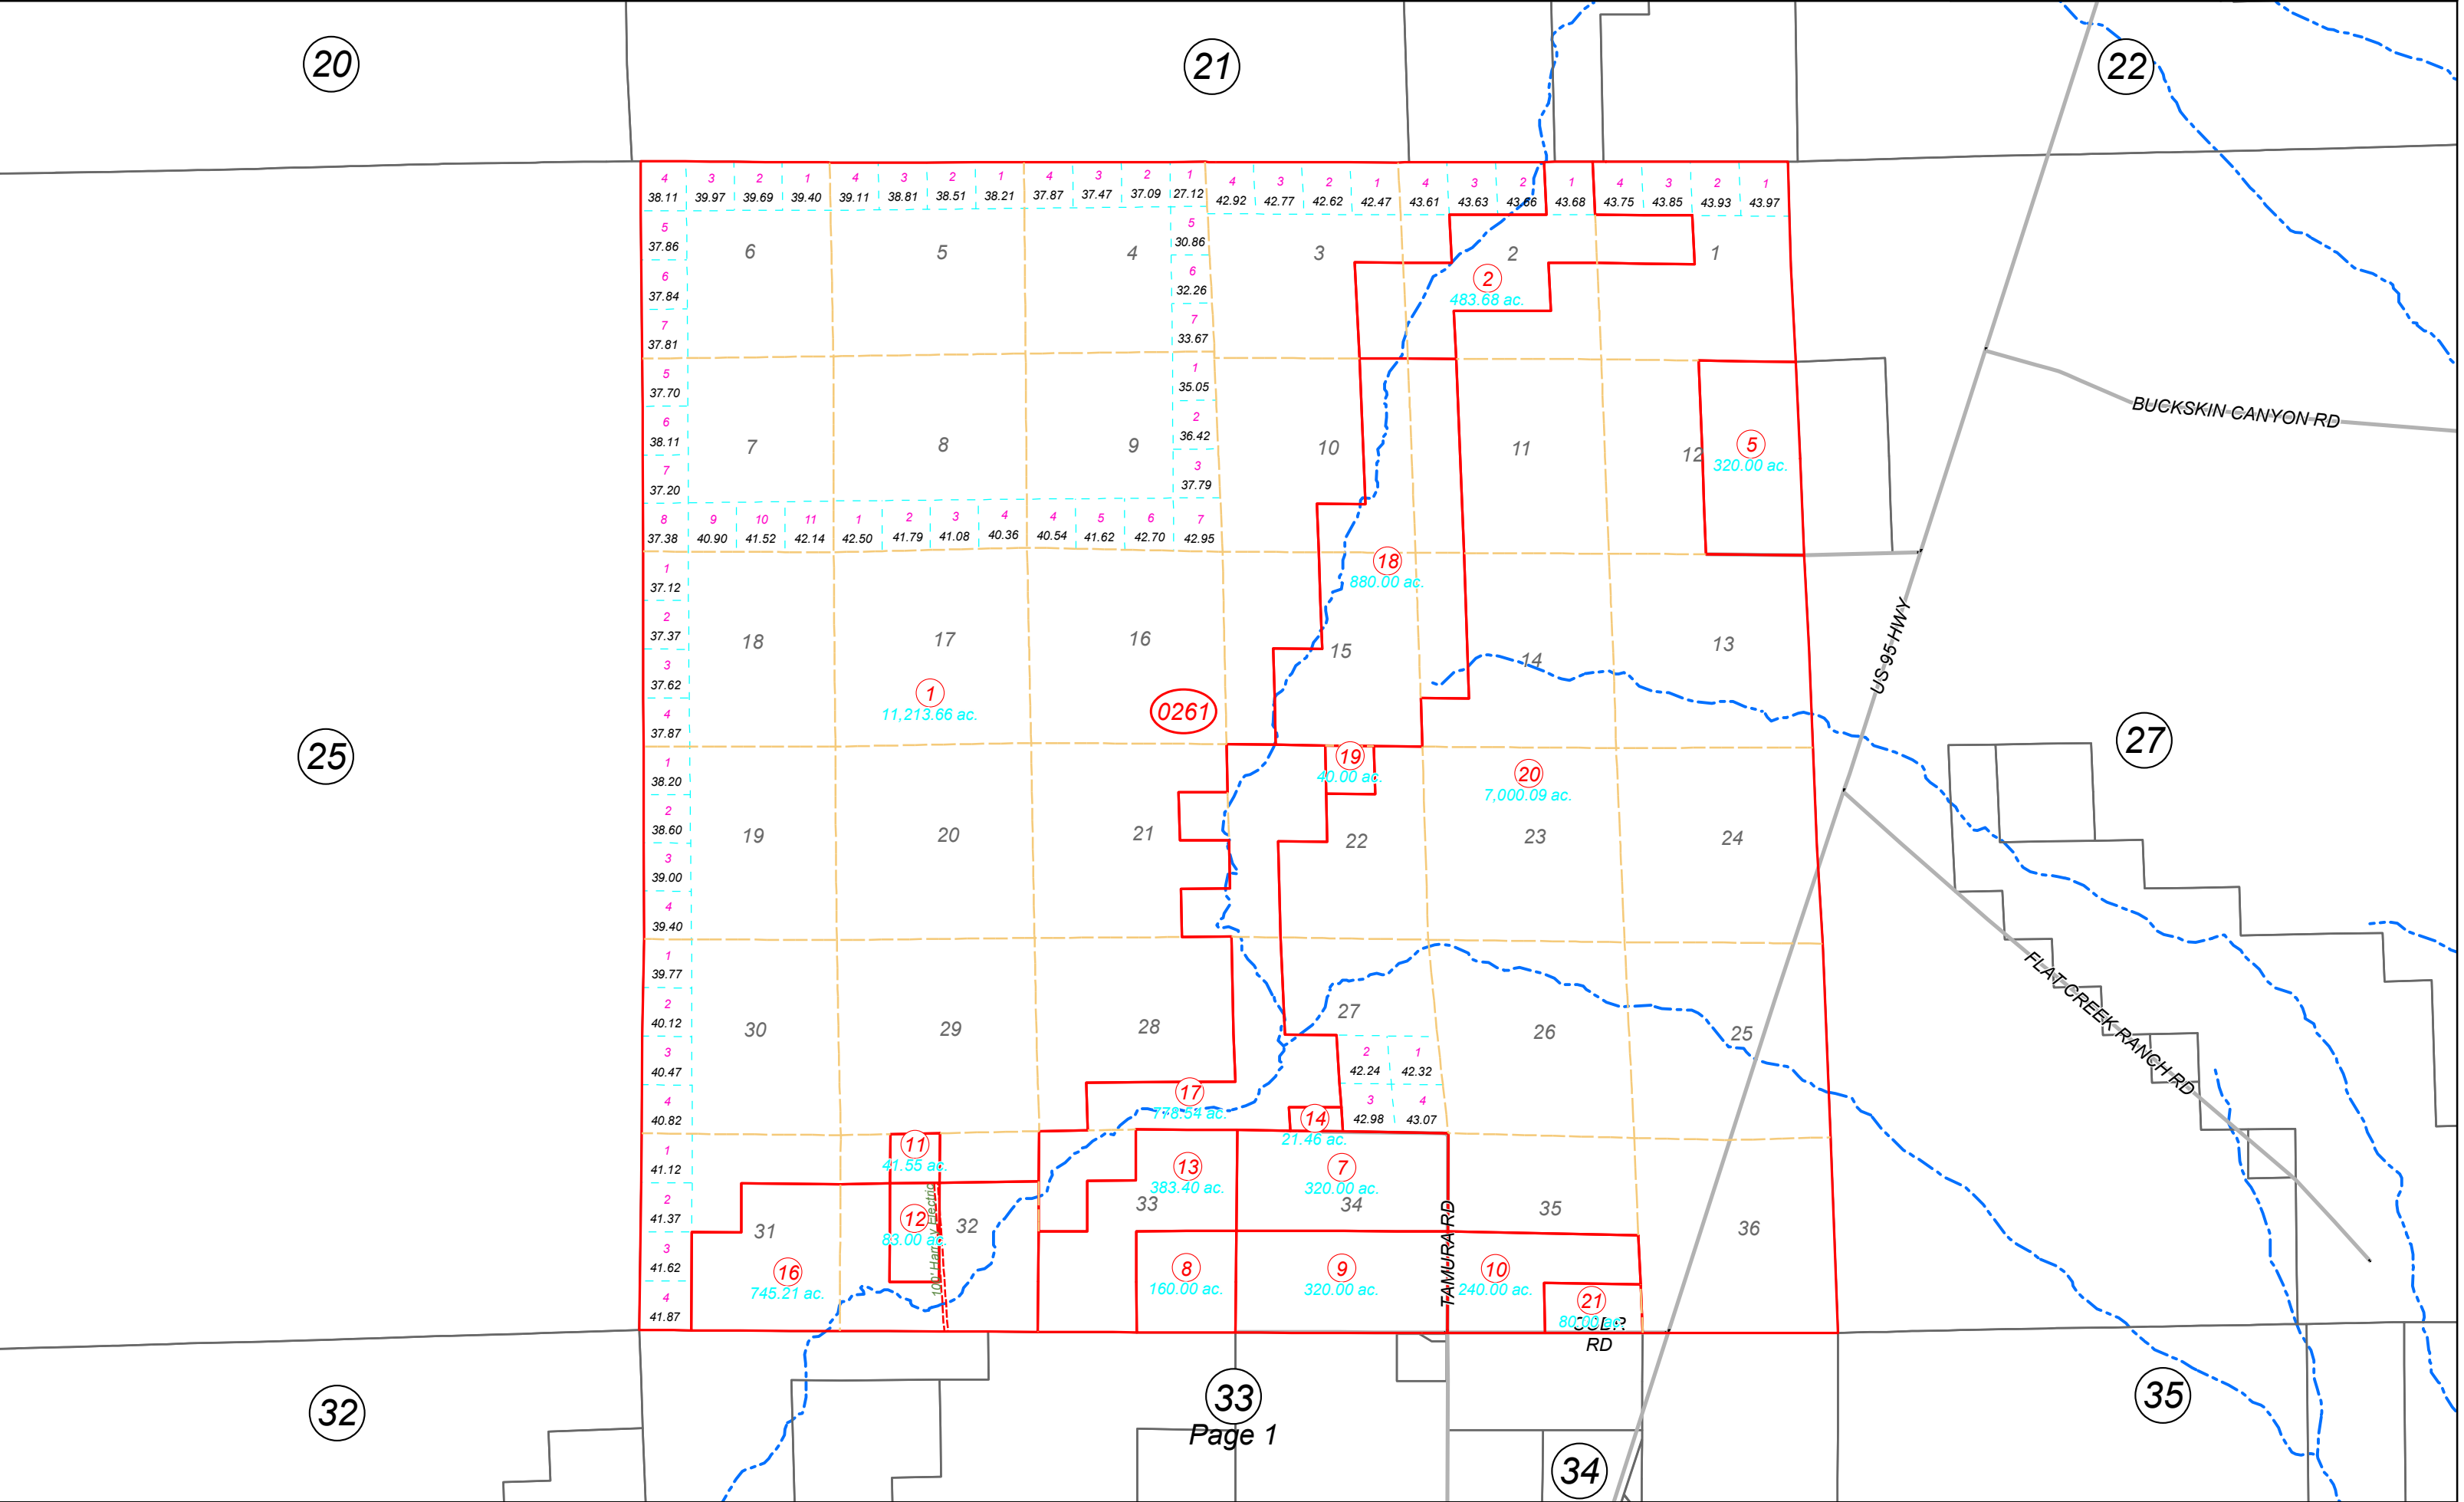 20
21
22
4 3 2 1 4 3 2 1 4 3 2 1 4 3 2 1 4 3 2 1 4 3 2 1
38.11 39.97 39.69 39.40 39.11 38.81 38.51 38.21 37.87 37.47 37.09 27.12 42.92 42.77 42.62 42.47 43.61 43.63 43.66 43.68 43.75 43.85 43.93 43.97
5
37.86
6
37.84
7
37.81
5
37.70
6
38.11
7
37.20
5
30.86
6
32.26
7
33.67
1
35.05
2
36.42
3
37.79
6 5 4 3 2 1
2
483.68 ac.
7 8 9 10 11 12
5
320.00 ac.
BUCKSKIN CANYON RD
8 9 10 11 1 2 3 4 4 5 6 7
37.38 40.90 41.52 42.14 42.50 41.79 41.08 40.36 40.54 41.62 42.70 42.95
18
880.00 ac.
1
37.12
2
37.37
3
37.62
4
37.87
18 17 16 15 14 13
US 95 HWY
1
11,213.66 ac.
0261
25
27
19
40.00 ac.
20
7,000.09 ac.
1
38.20
2
38.60
3
39.00
4
39.40
19 20 21 22 23 24
FLAT CREEK RANCH RD
1
39.77
2
40.12
3
40.47
4
40.82
30 29 28 27 26 25
2 1
42.24 42.32
3 4
42.98 43.07
17
778.54 ac.
14
21.46 ac.
1
41.12
2
41.37
3
41.62
4
41.87
11
41.55 ac.
13
383.40 ac.
7
320.00 ac.
31 32 33 34 35 36
12
83.00 ac.
100' Harney Electric
TAMURA RD
16
745.21 ac.
8
160.00 ac.
9
320.00 ac.
10
240.00 ac.
21
80.00 ac.
RD
32
33
Page 1
34
35